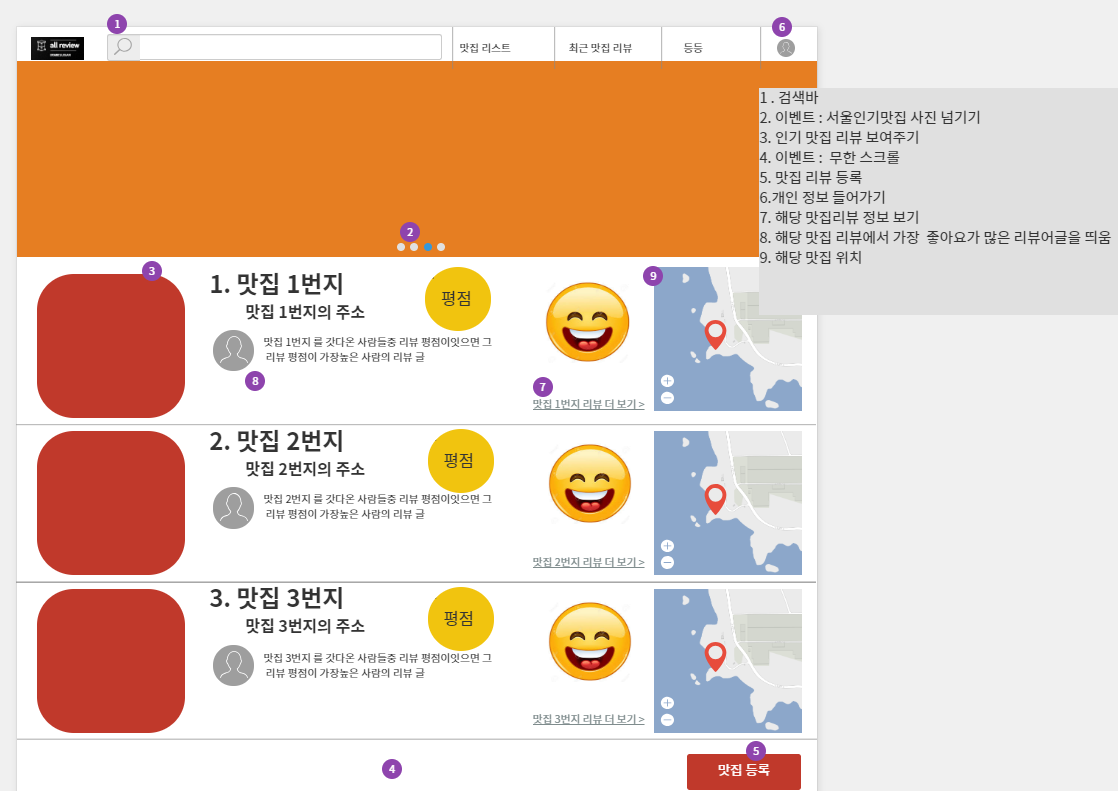 1
6
all review
맛집 리스트
최근 맛집 리뷰
등등
1 . 검색바
2. 이벤트 : 서울인기맛집 사진 넘기기
3. 인기 맛집 리뷰 보여주기
4. 이벤트 : 무한 스크롤
5. 맛집 리뷰 등록
6.개인 정보 들어가기
7. 해당 맛집리뷰 정보 보기
8. 해당 맛집 리뷰에서 가장 좋아요가 많은 리뷰어글을 띄움
9. 해당 맛집 위치
2
3
9
1. 맛집 1번지
평점
맛집 1번지의 주소
맛집 1번지 를 갓다온 사람들중 리뷰 평점이잇으면 그
리뷰 평점이 가장높은 사람의 리뷰 글
8
7
맛집 1번지 리뷰 더 보기 >
2. 맛집 2번지
평점
맛집 2번지의 주소
맛집 2번지 를 갓다온 사람들중 리뷰 평점이잇으면 그
리뷰 평점이 가장높은 사람의 리뷰 글
맛집 2번지 리뷰 더 보기 >
3. 맛집 3번지
평점
맛집 3번지의 주소
맛집 3번지 를 갓다온 사람들중 리뷰 평점이잇으면 그
리뷰 평점이 가장높은 사람의 리뷰 글
맛집 3번지 리뷰 더 보기 >
5
4
맛집 등록